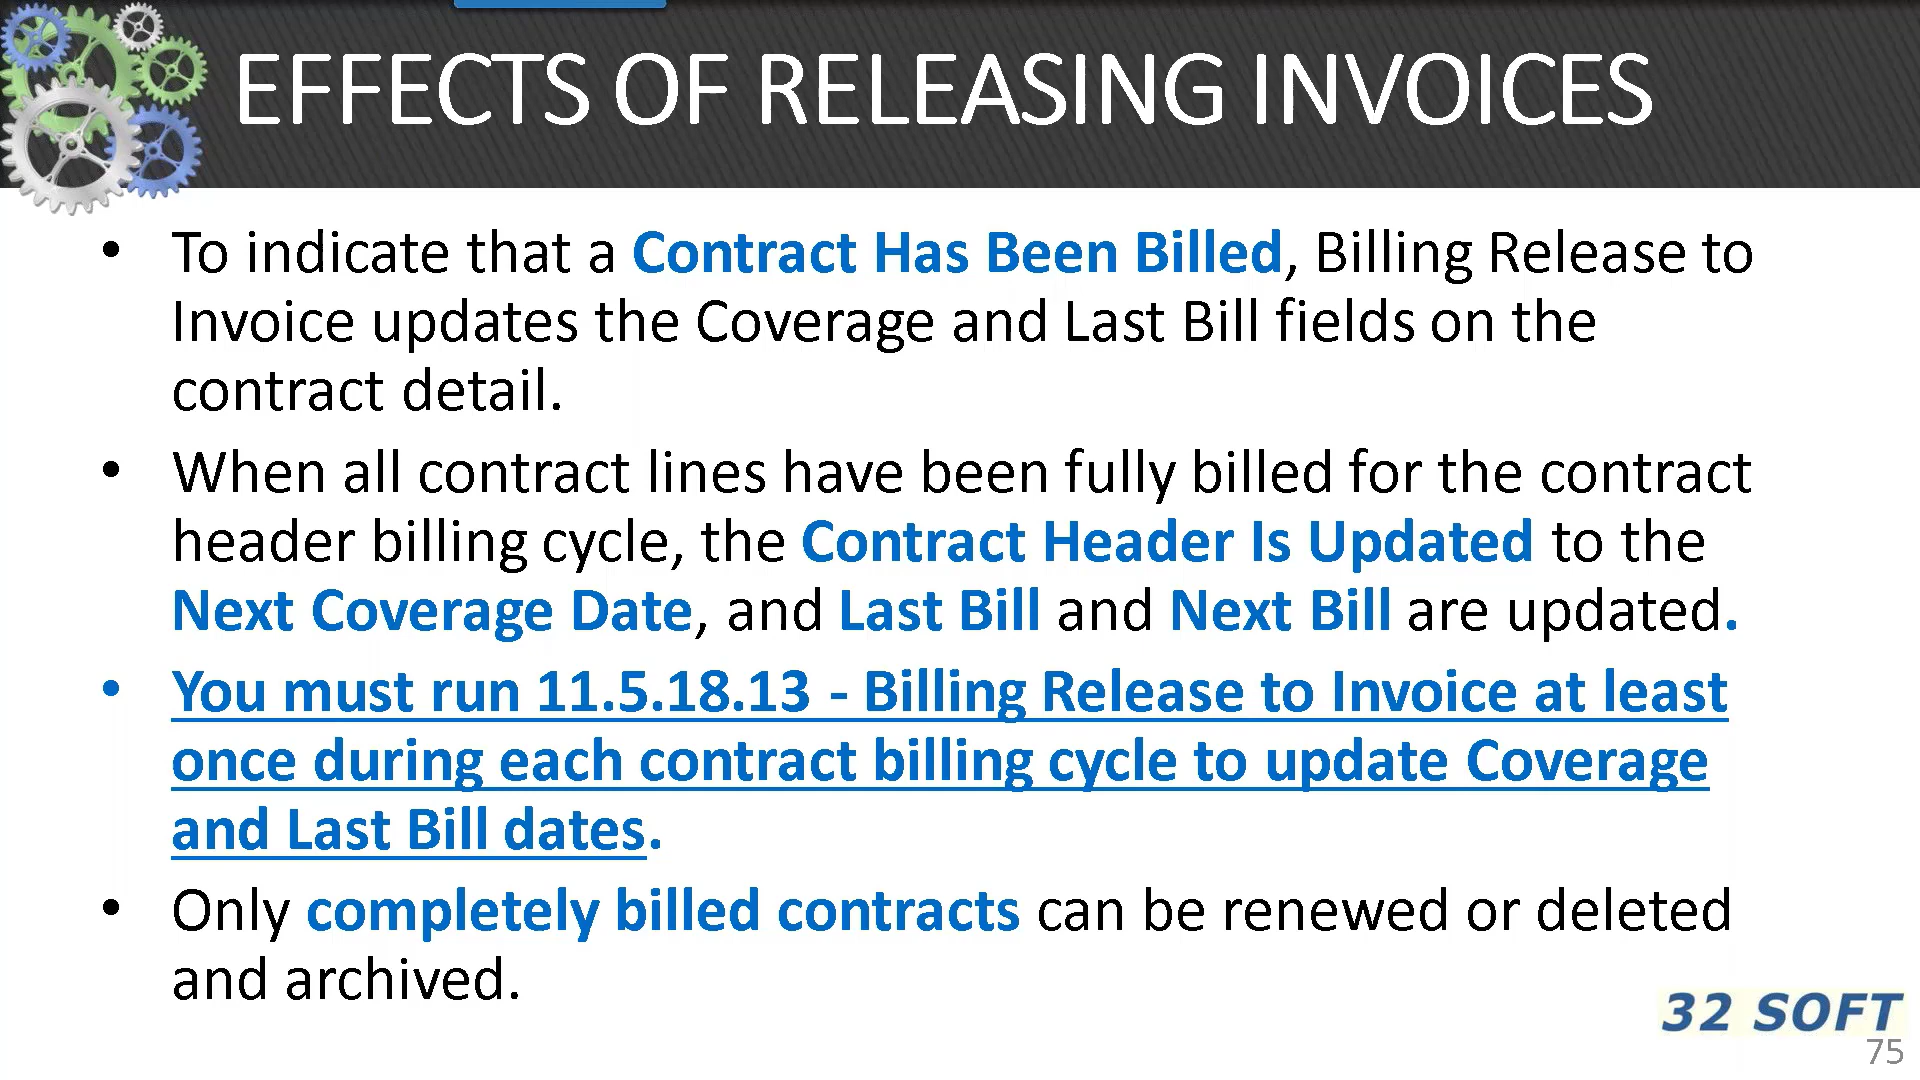 EFFECTS OF RELEASING INVOICES
• To indicate that a Contract Has Been Billed, Billing Release to
Invoice updates the Coverage and Last Bill fields on the
contract detail.
• When all contract lines have been fully billed for the contract
header billing cycle, the Contract Header Is Updated to the
Next Coverage Date, and Last Bill and Next Bill are updated.
• You must run 11.5.18.13 - Billing Release to Invoice at least
once during each contract billing cycle to update Coverage
and Last Bill dates.
• Only completely billed contracts can be renewed or deleted
and archived.
32 SOFT
75